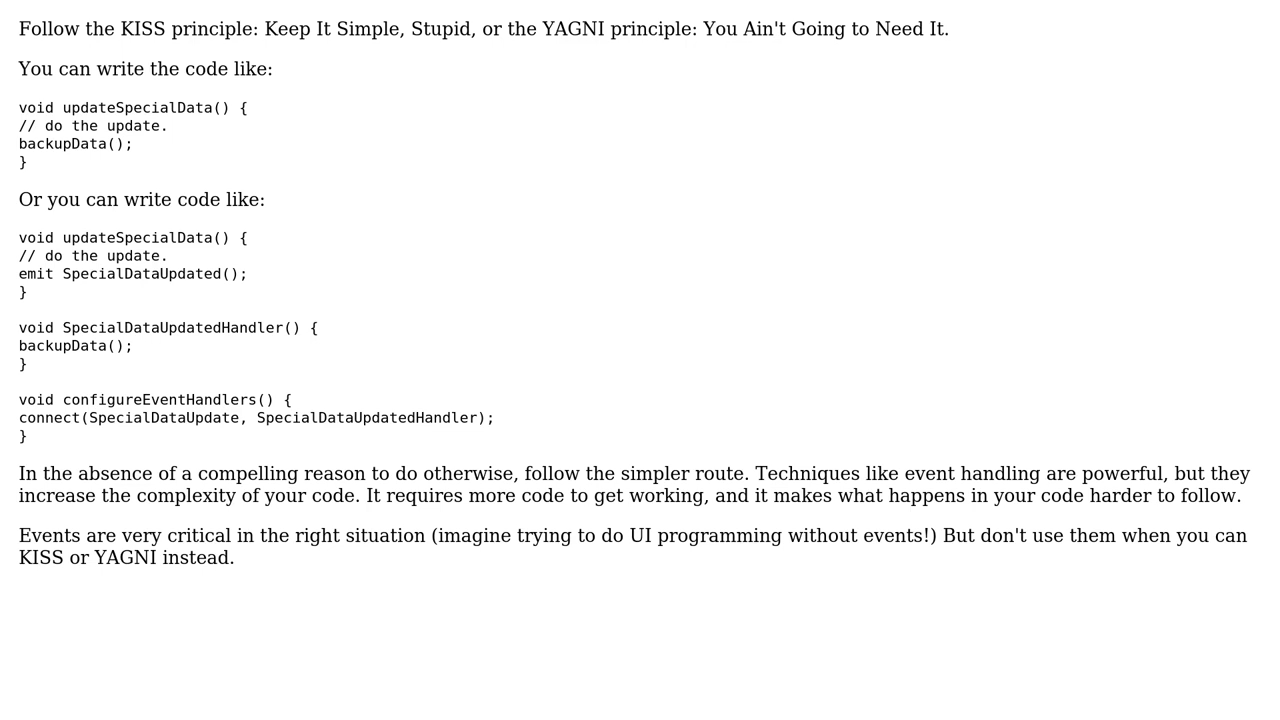 Follow the KISS principle: Keep It Simple, Stupid, or the YAGNI principle: You Ain't Going to Need It.
You can write the code like:
void updateSpecialData() {
// do the update.
backupData();
}
Or you can write code like:
void updateSpecialData() {
// do the update.
emit SpecialDataUpdated();
}
void SpecialDataUpdatedHandler() {
backupData();
}
void configureEventHandlers() {
connect(SpecialDataUpdate, SpecialDataUpdatedHandler);
}
In the absence of a compelling reason to do otherwise, follow the simpler route. Techniques like event handling are powerful, but they
increase the complexity of your code. It requires more code to get working, and it makes what happens in your code harder to follow.
Events are very critical in the right situation (imagine trying to do UI programming without events!) But don't use them when you can
KISS or YAGNI instead.